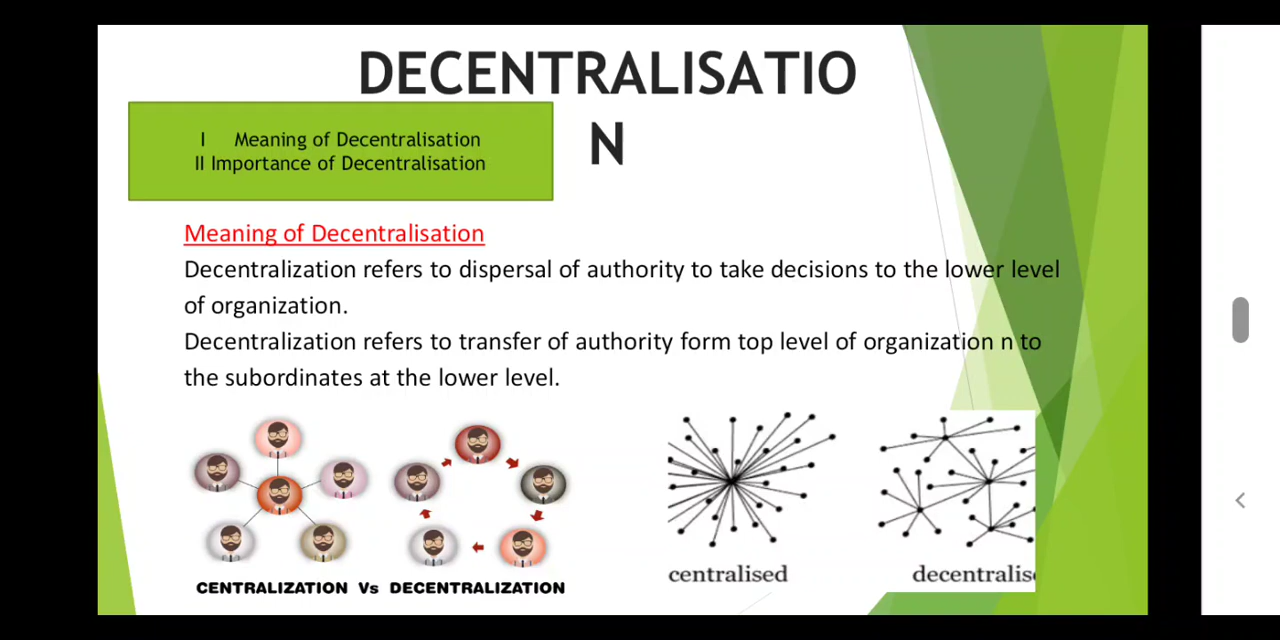 DECENTRALISATIO
N
I Meaning of Decentralisation
II Importance of Decentralisation
Meaning of Decentralisation
Decentralization refers to dispersal of authority to take decisions to the lower level
of organization.
Decentralization refers to transfer of authority form top level of organization n to
the subordinates at the lower level.
CENTRALIZATION Vs DECENTRALIZATION
centralised
decentralise